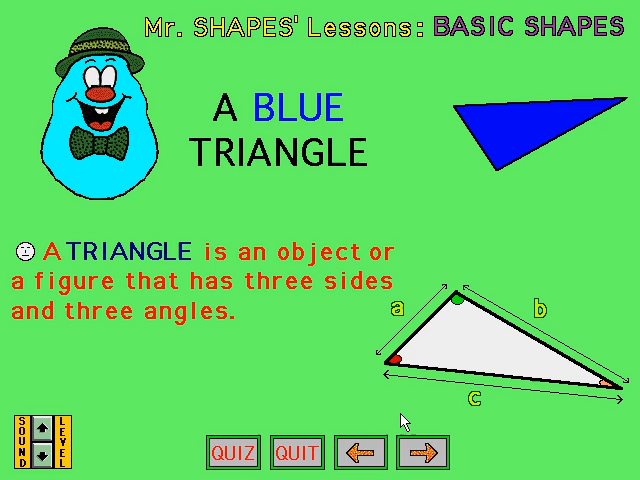 Mr. SHAPES' Lessons: BASIC SHAPES
A BLUE
TRIANGLE
A TRIANGLE is an object or
a figure that has three sides
and three angles.
a
b
c
SOUND
LEVEL
QUIZ
QUIT